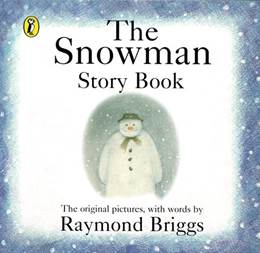 The
Snowman
Story Book
The original pictures, with words by
Raymond Briggs